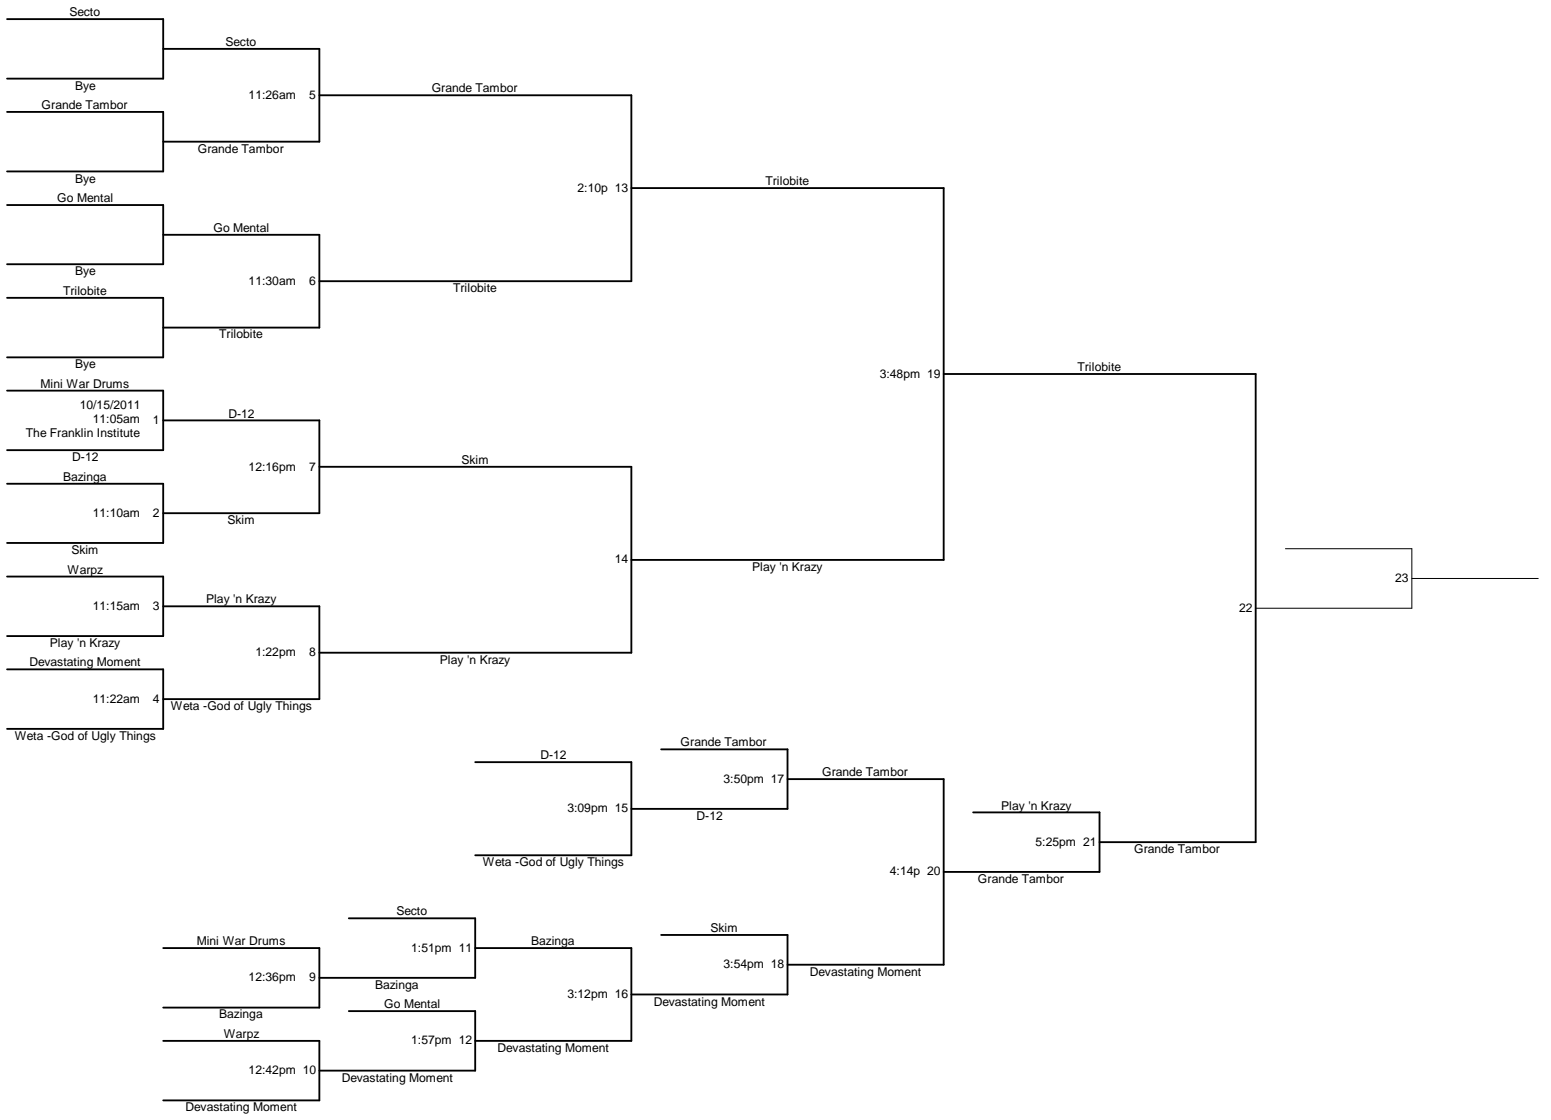 Secto
Secto
Bye
11:26am 5
Grande Tambor
Grande Tambor
Grande Tambor
Bye
2:10p 13
Trilobite
Go Mental
Go Mental
Bye
11:30am 6
Trilobite
Trilobite
Trilobite
Bye
3:48pm 19
Trilobite
Mini War Drums
10/15/2011
11:05am 1
The Franklin Institute
D-12
D-12
12:16pm 7
Skim
Bazinga
11:10am 2
Skim
Skim
14
Play 'n Krazy
Warpz
11:15am 3
Play 'n Krazy
Play 'n Krazy
1:22pm 8
Play 'n Krazy
Devastating Moment
11:22am 4
Weta -God of Ugly Things
Weta -God of Ugly Things
23
22
D-12
3:09pm 15
Weta -God of Ugly Things
Grande Tambor
3:50pm 17
D-12
Grande Tambor
4:14p 20
Play 'n Krazy
5:25pm 21
Grande Tambor
Grande Tambor
Secto
1:51pm 11
Bazinga
Mini War Drums
12:36pm 9
Bazinga
Bazinga
3:12pm 16
Skim
3:54pm 18
Devastating Moment
Devastating Moment
Go Mental
1:57pm 12
Devastating Moment
Warpz
12:42pm 10
Devastating Moment
Devastating Moment